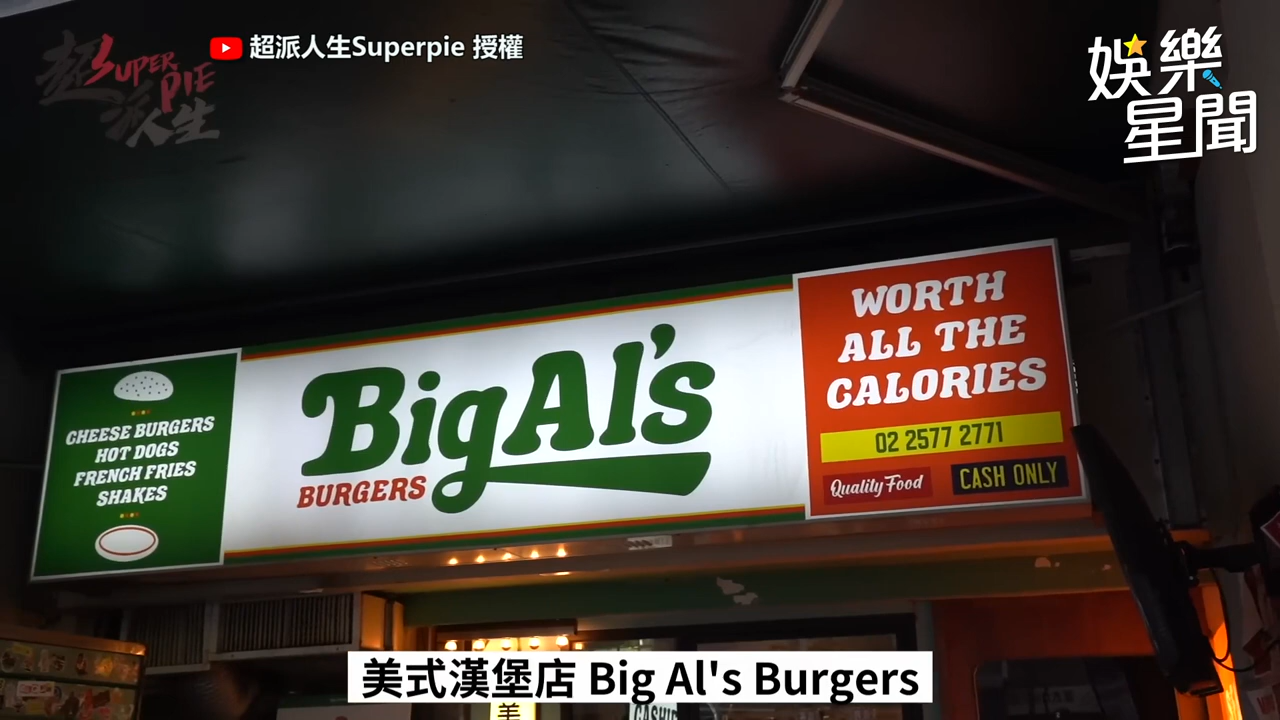 超派人生
SUPER PIE
超派人生Superpie 授權
娛樂
星聞
CHEESE BURGERS
HOT DOGS
FRENCH FRIES
SHAKES
BigAl's
BURGERS
WORTH
ALL THE
CALORIES
02 2577 2771
Quality Food
CASH ONLY
美式漢堡店 Big Al's Burgers
美